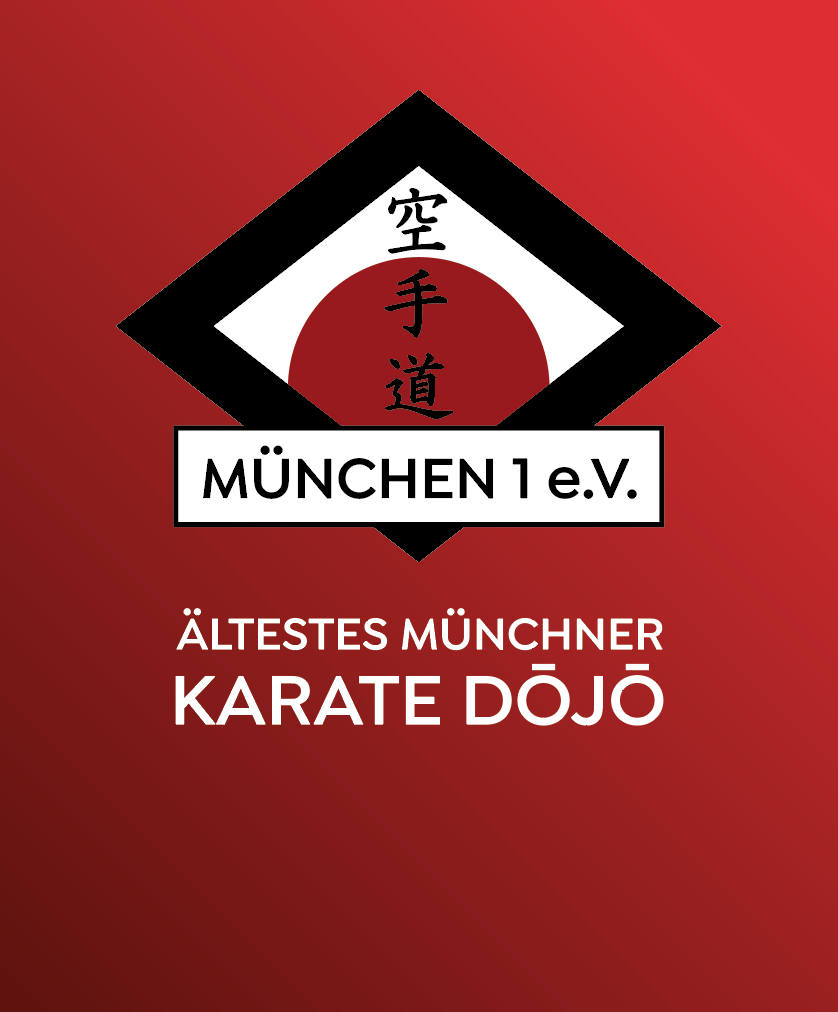 空手道
MÜNCHEN 1 e.V.
ÄLTESTES MÜNCHNER
KARATE DŌJŌ